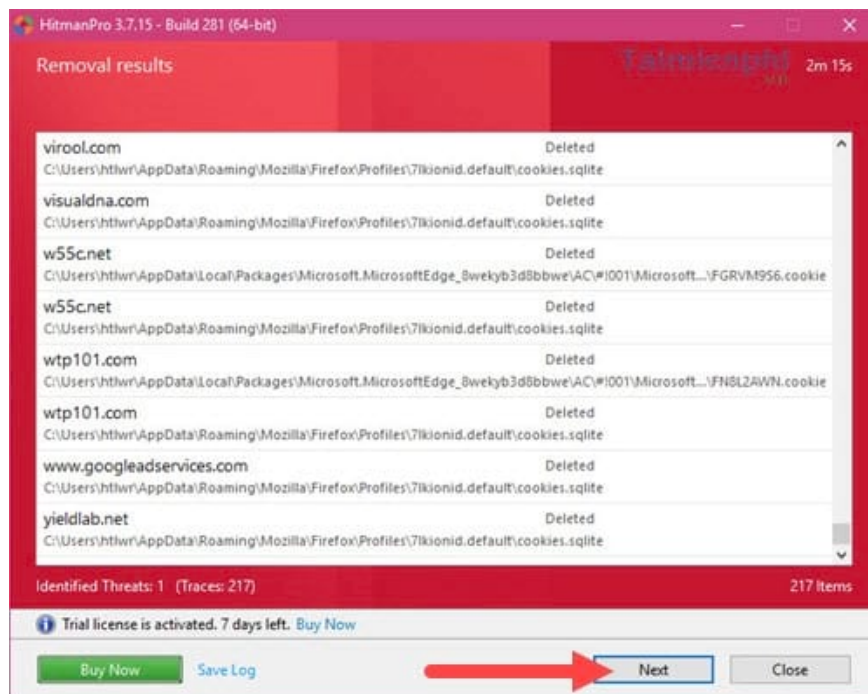 HitmanPro 3.7.15 - Build 281 (64-bit)
Removal results
2m 15s
virool.com Deleted
C:\Users\htlwr\AppData\Roaming\Mozilla\Firefox\Profiles\7lkionid.default\cookies.sqlite
visualdna.com Deleted
C:\Users\htlwr\AppData\Roaming\Mozilla\Firefox\Profiles\7lkionid.default\cookies.sqlite
w55c.net Deleted
C:\Users\htlwr\AppData\Local\Packages\Microsoft.MicrosoftEdge_8wekyb3d8bbwe\AC\#!001\Microsoft...\FGRVM9S6.cookie
w55c.net Deleted
C:\Users\htlwr\AppData\Roaming\Mozilla\Firefox\Profiles\7lkionid.default\cookies.sqlite
wtp101.com Deleted
C:\Users\htlwr\AppData\Local\Packages\Microsoft.MicrosoftEdge_8wekyb3d8bbwe\AC\#!001\Microsoft...\FN8L2AWN.cookie
wtp101.com Deleted
C:\Users\htlwr\AppData\Roaming\Mozilla\Firefox\Profiles\7lkionid.default\cookies.sqlite
www.googleadservices.com Deleted
C:\Users\htlwr\AppData\Roaming\Mozilla\Firefox\Profiles\7lkionid.default\cookies.sqlite
yieldlab.net Deleted
C:\Users\htlwr\AppData\Roaming\Mozilla\Firefox\Profiles\7lkionid.default\cookies.sqlite
Identified Threats: 1 (Traces: 217) 217 Items
Trial license is activated. 7 days left. Buy Now
Buy Now Save Log Next Close